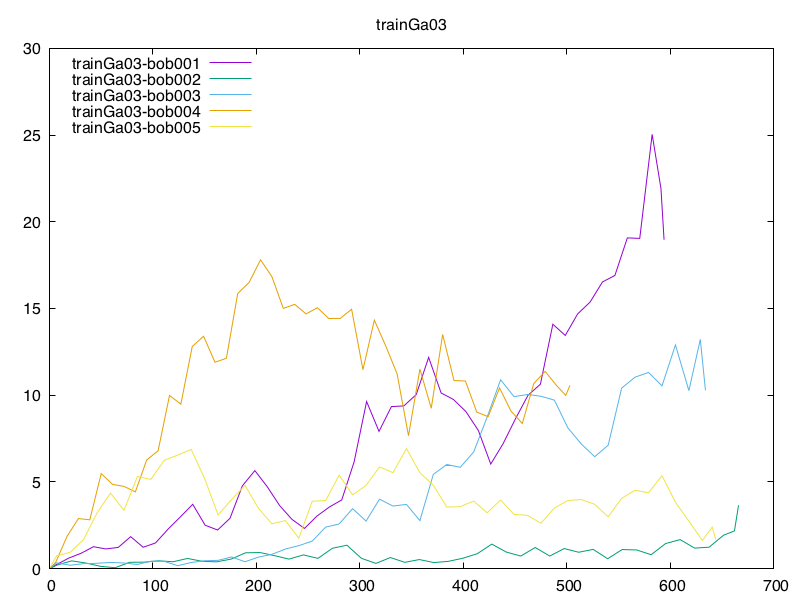 trainGa03
30
trainGa03-bob001
trainGa03-bob002
trainGa03-bob003
trainGa03-bob004
trainGa03-bob005
25
20
15
10
5
0
0 100 200 300 400 500 600 700